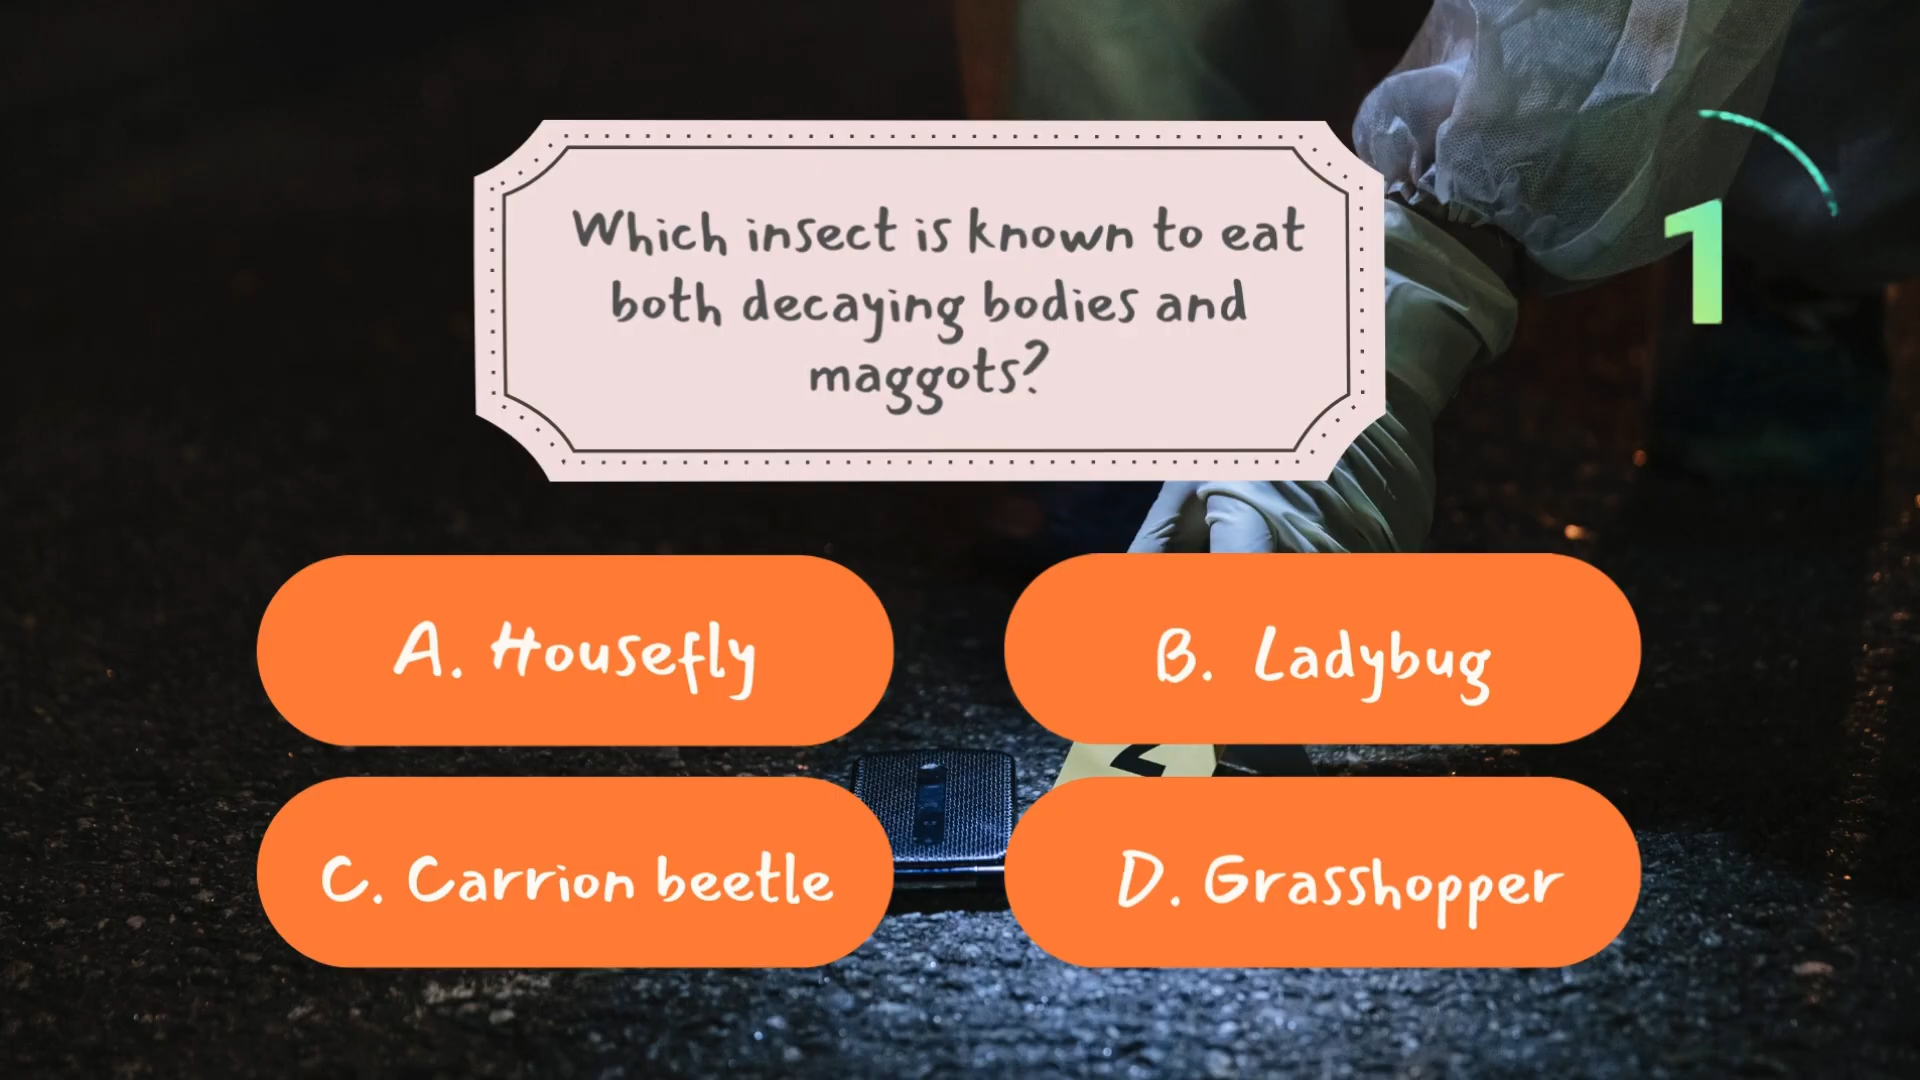 Which insect is known to eat
both decaying bodies and
maggots?
1
A. Housefly
B. Ladybug
C. Carrion beetle
D. Grasshopper